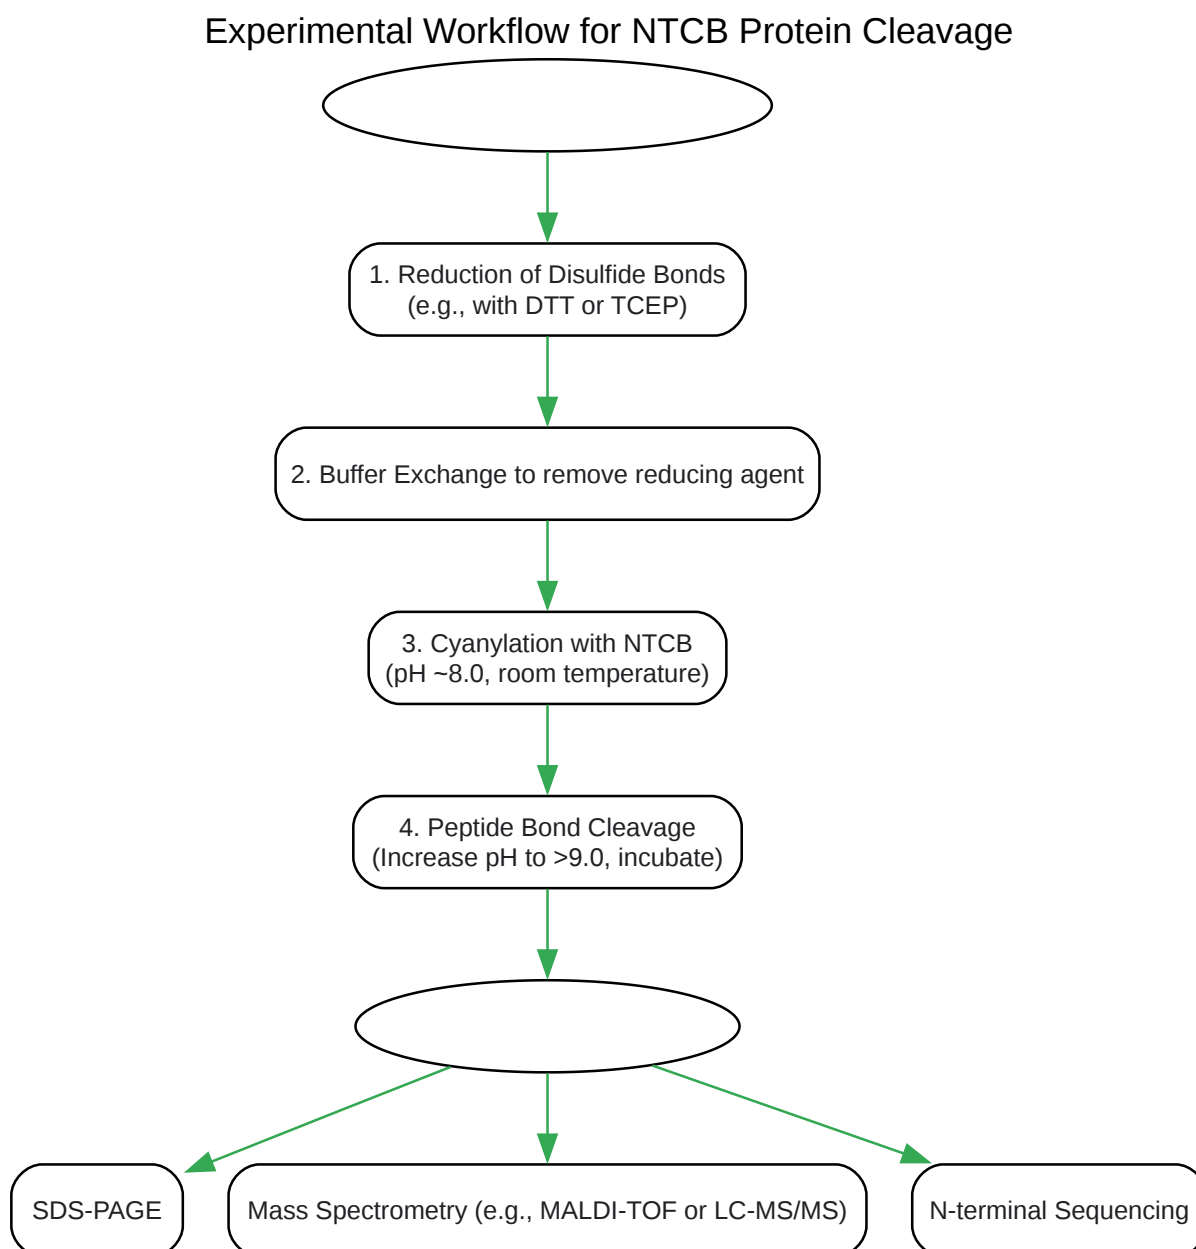 Experimental Workflow for NTCB Protein Cleavage
1. Reduction of Disulfide Bonds
(e.g., with DTT or TCEP)
2. Buffer Exchange to remove reducing agent
3. Cyanylation with NTCB
(pH ~8.0, room temperature)
4. Peptide Bond Cleavage
(Increase pH to >9.0, incubate)
SDS-PAGE
Mass Spectrometry (e.g., MALDI-TOF or LC-MS/MS)
N-terminal Sequencing